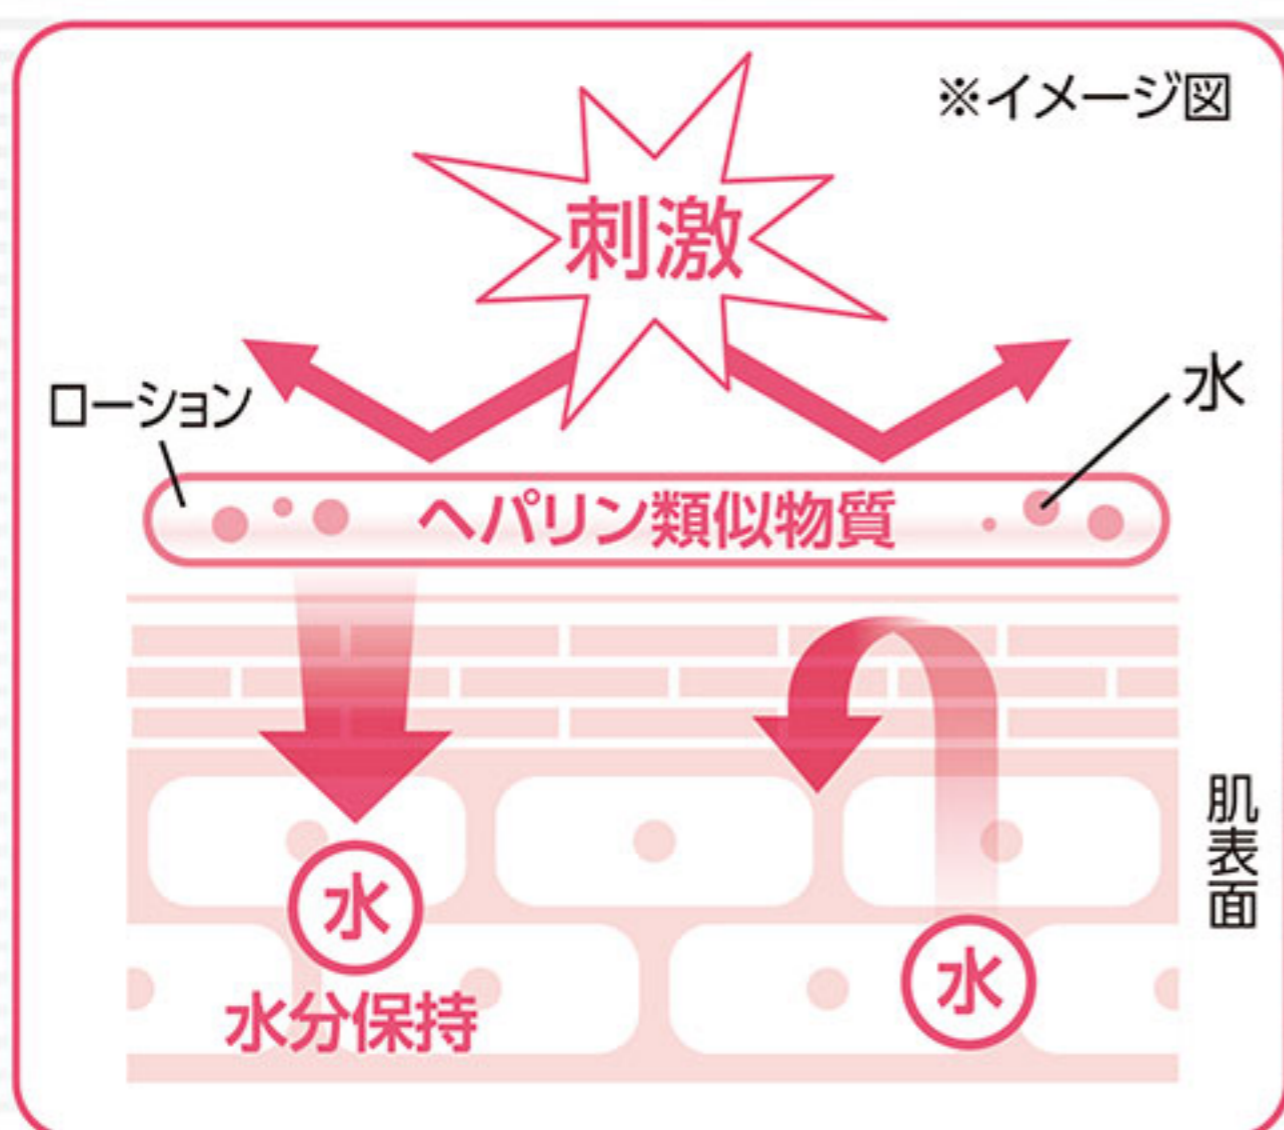 ※イメージ図
刺激
ローション
水
ヘパリン類似物質
肌表面
水
水分保持
水